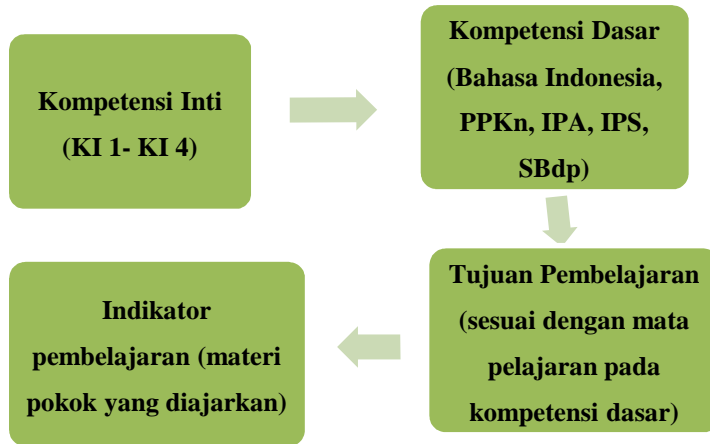 Kompetensi Inti
(KI 1- KI 4)
Kompetensi Dasar
(Bahasa Indonesia,
PPKn, IPA, IPS,
SBdp)
Tujuan Pembelajaran
(sesuai dengan mata
pelajaran pada
kompetensi dasar)
Indikator
pembelajaran (materi
pokok yang diajarkan)